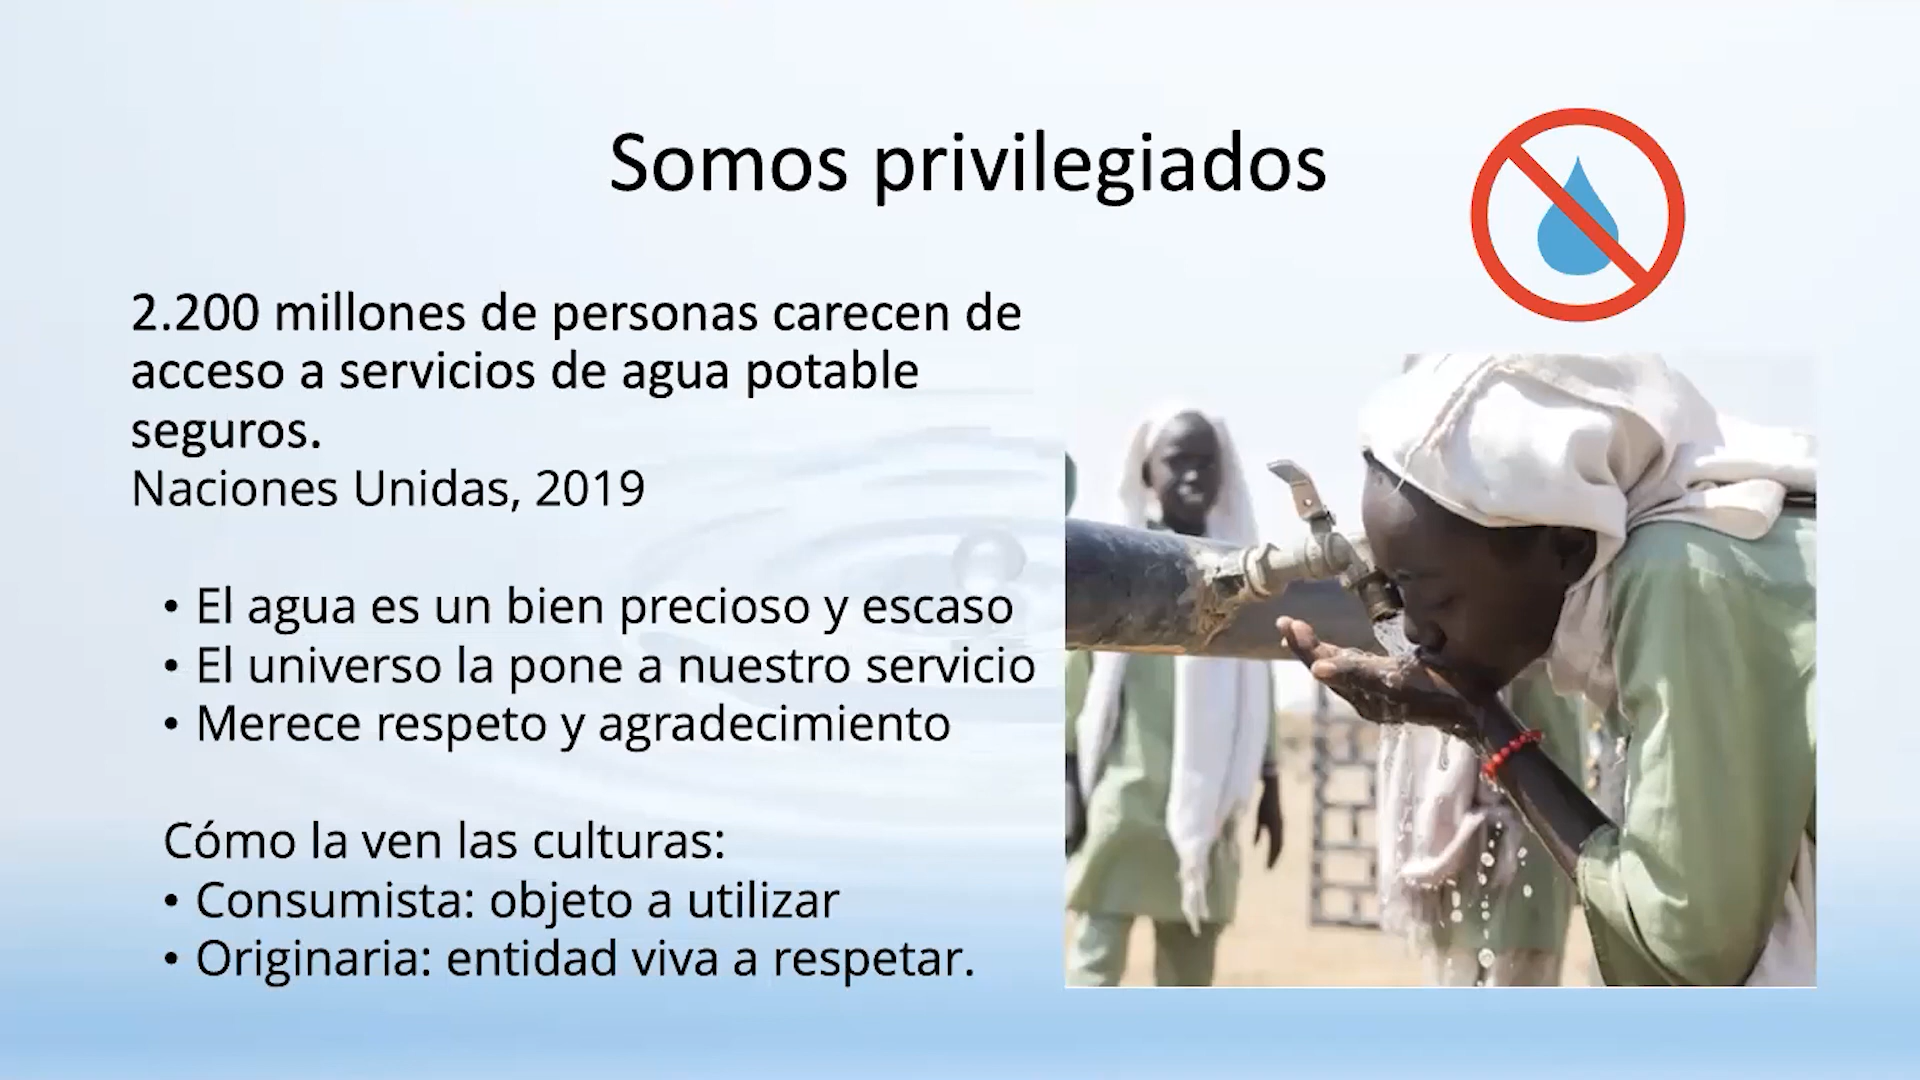 Somos privilegiados
2.200 millones de personas carecen de
acceso a servicios de agua potable
seguros.
Naciones Unidas, 2019
• El agua es un bien precioso y escaso
• El universo la pone a nuestro servicio
• Merece respeto y agradecimiento
Cómo la ven las culturas:
• Consumista: objeto a utilizar
• Originaria: entidad viva a respetar.